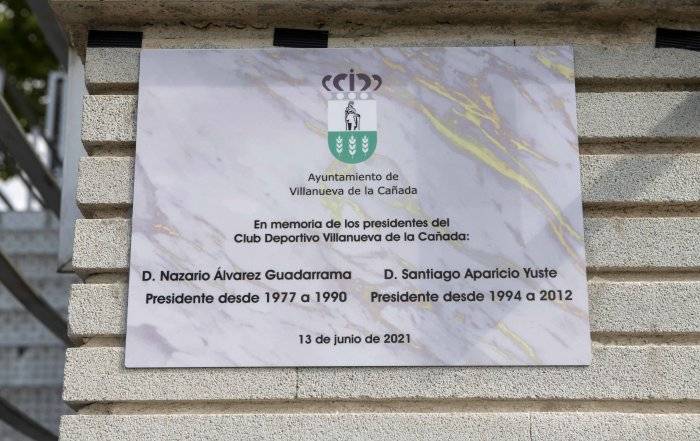 Ayuntamiento de
Villanueva de la Cañada
En memoria de los presidentes del
Club Deportivo Villanueva de la Cañada:
D. Nazario Álvarez Guadarrama
Presidente desde 1977 a 1990
D. Santiago Aparicio Yuste
Presidente desde 1994 a 2012
13 de junio de 2021